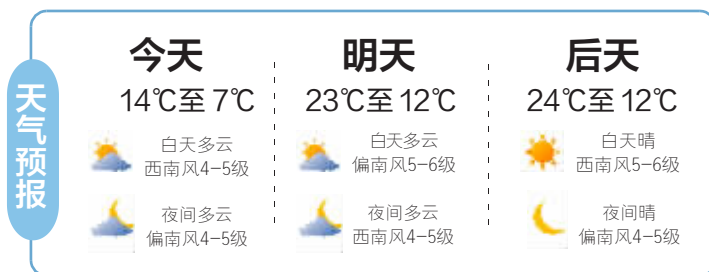 天气预报
今天
14℃至 7℃
白天多云
西南风4-5级
夜间多云
偏南风4-5级
明天
23℃至 12℃
白天多云
偏南风5-6级
夜间多云
西南风4-5级
后天
24℃至 12℃
白天晴
西南风5-6级
夜间晴
偏南风4-5级